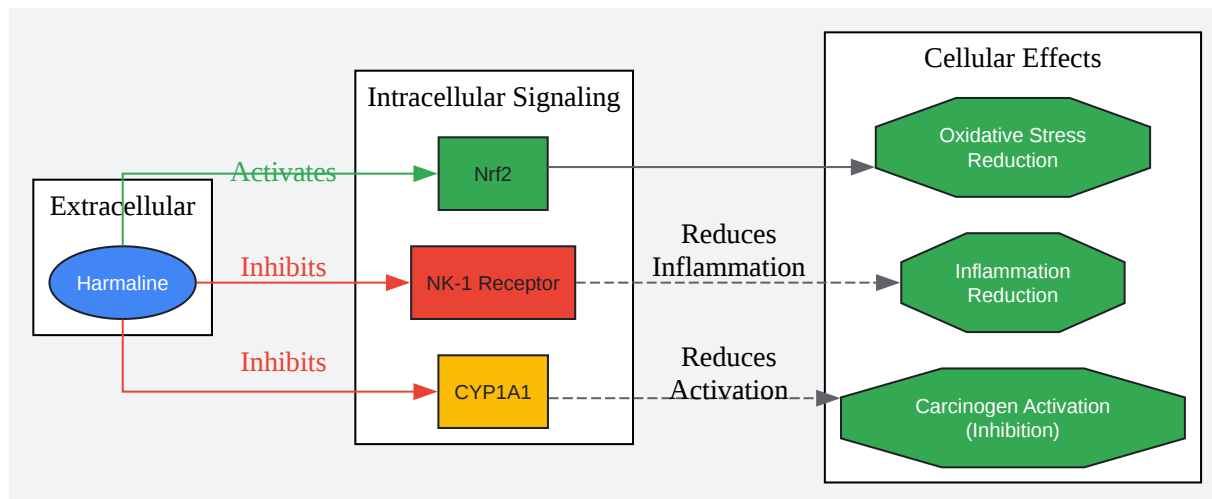 Extracellular
Harmaline
Activates
Inhibits
Inhibits
Intracellular Signaling
Nrf2
NK-1 Receptor
CYP1A1
Reduces
Inflammation
Reduces
Activation
Cellular Effects
Oxidative Stress
Reduction
Inflammation
Reduction
Carcinogen Activation
(Inhibition)